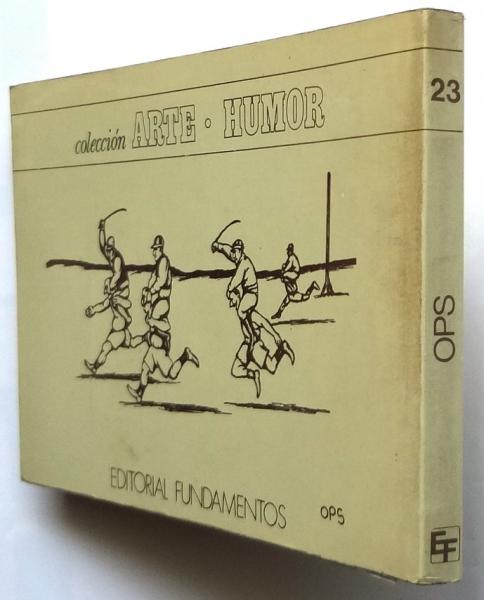 colección ARTE · HUMOR
EDITORIAL FUNDAMENTOS
OPS
23
OPS
EF